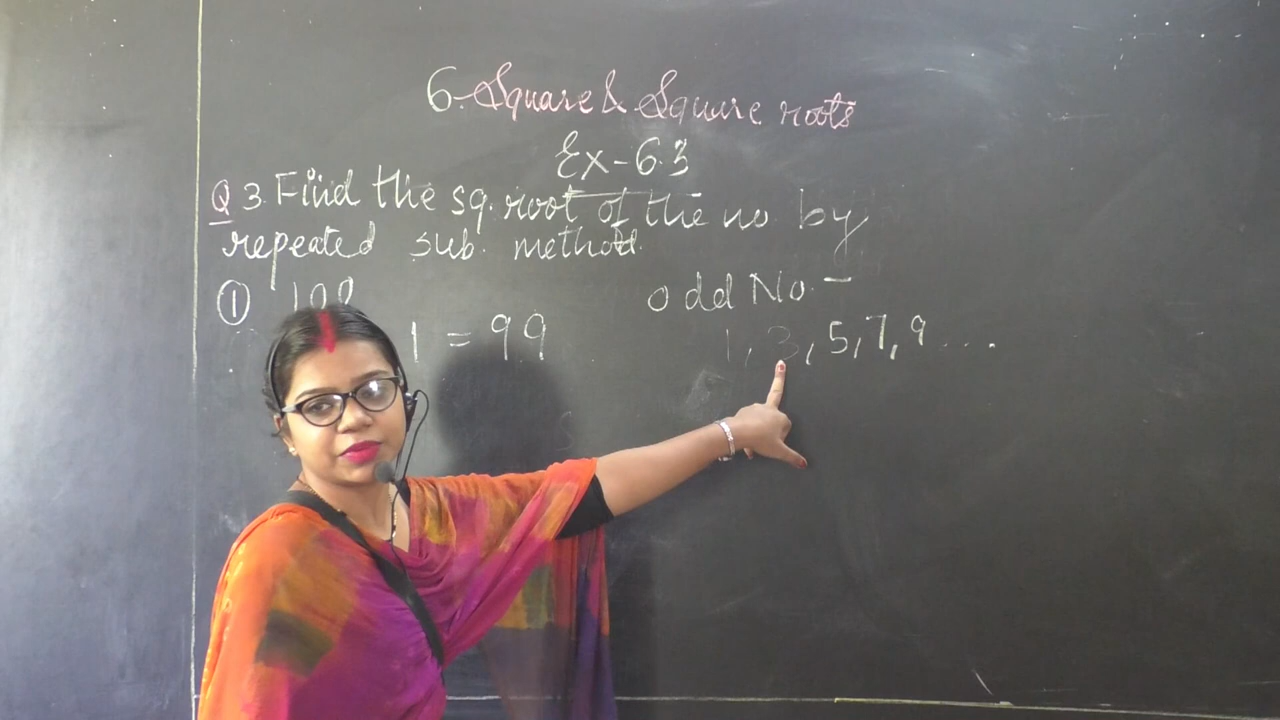 6. Square & Square roots
Ex-6.3
Q 3. Find the sq. root of the no by
repeated sub. method.
① 100
odd No. -
1 = 99
1, 3, 5, 7, 9 ...